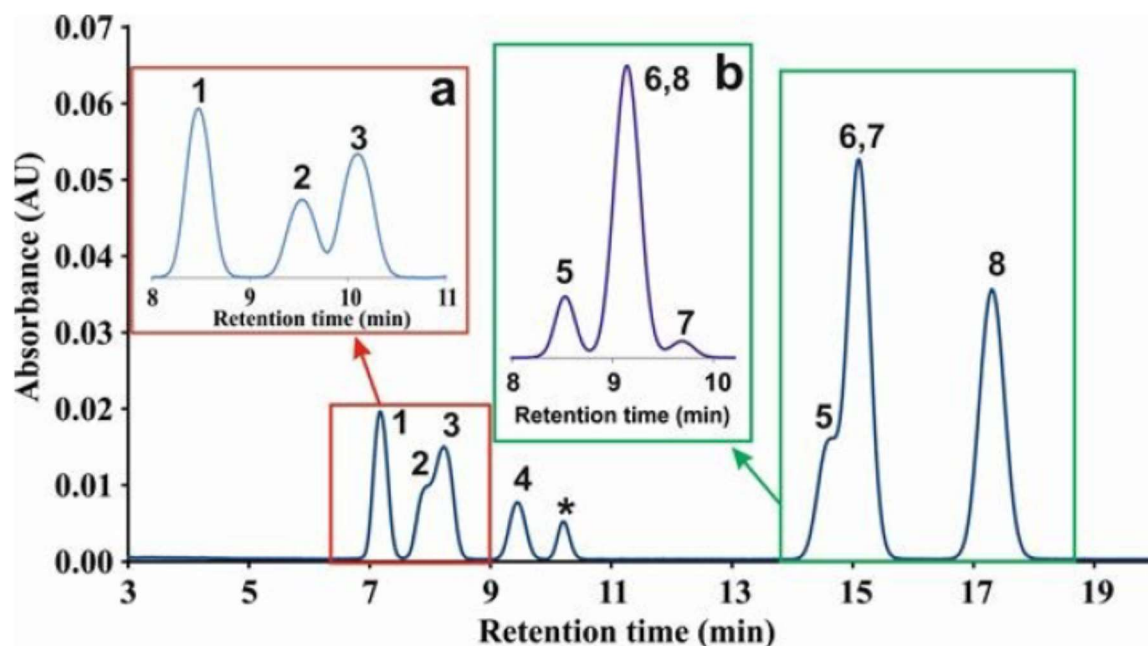 0.07
0.06
0.05
0.04
0.03
0.02
0.01
0.00
Absorbance (AU)
a
1
2
3
8 9 10 11
Retention time (min)
b
5
6,8
7
8 9 10
Retention time (min)
1
2
3
4
*
5
6,7
8
3 5 7 9 11 13 15 17 19
Retention time (min)